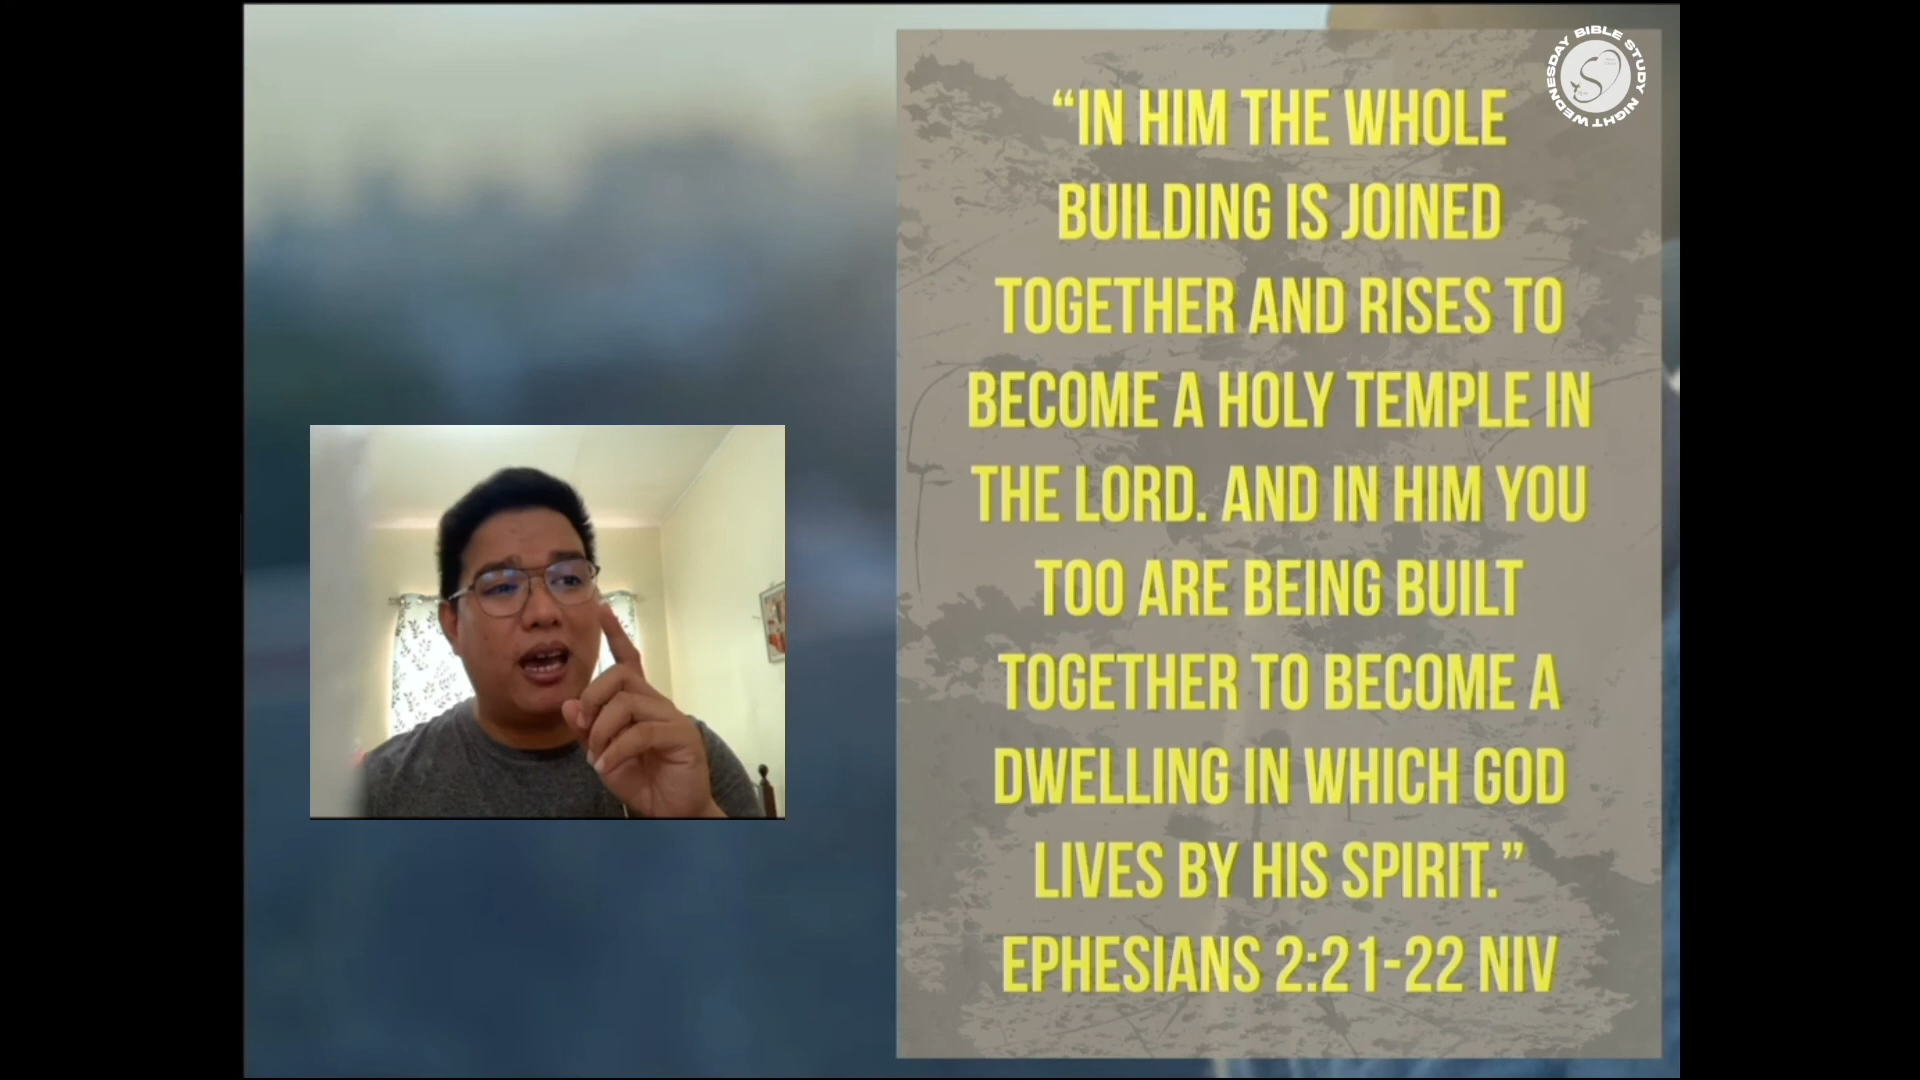 WEDNESDAY BIBLE STUDY NIGHT
S
“IN HIM THE WHOLE
BUILDING IS JOINED
TOGETHER AND RISES TO
BECOME A HOLY TEMPLE IN
THE LORD. AND IN HIM YOU
TOO ARE BEING BUILT
TOGETHER TO BECOME A
DWELLING IN WHICH GOD
LIVES BY HIS SPIRIT.”
EPHESIANS 2:21-22 NIV